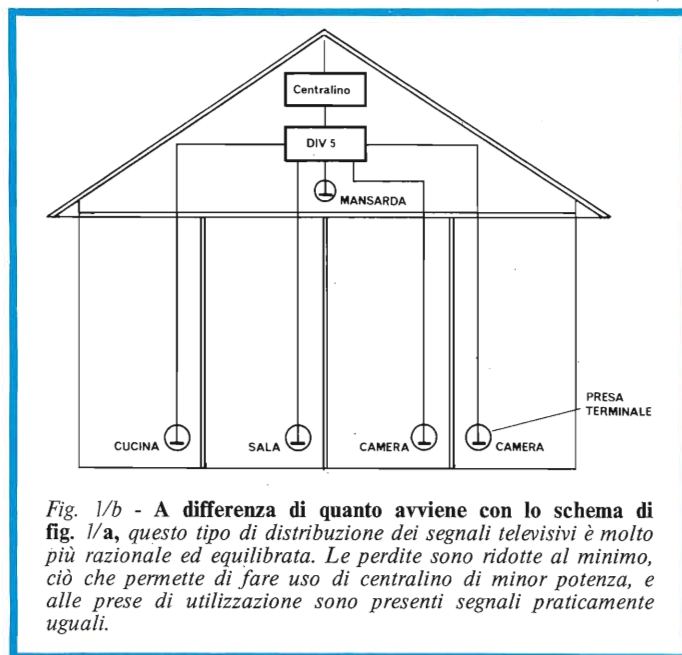 Centralino
DIV 5
MANSARDA
PRESA
TERMINALE
CUCINA
SALA
CAMERA
CAMERA
Fig. 1/b - A differenza di quanto avviene con lo schema di
fig. 1/a, questo tipo di distribuzione dei segnali televisivi è molto
più razionale ed equilibrata. Le perdite sono ridotte al minimo,
ciò che permette di fare uso di centralino di minor potenza, e
alle prese di utilizzazione sono presenti segnali praticamente
uguali.